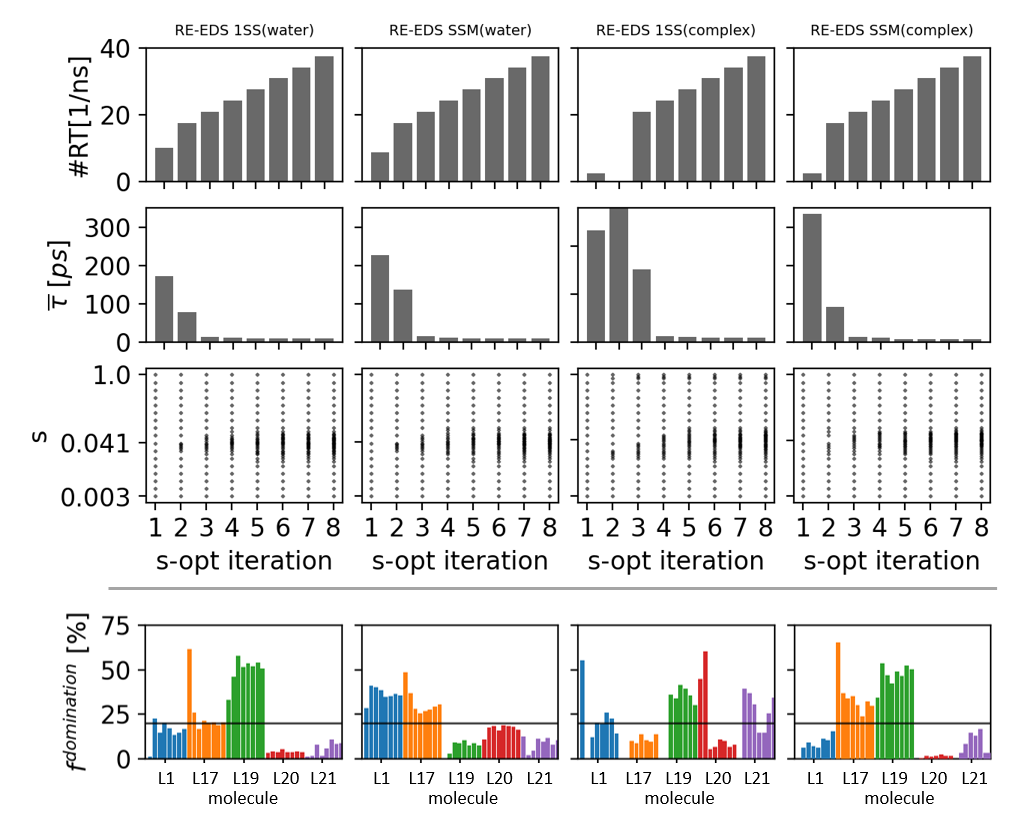 RE-EDS 1SS(water) RE-EDS SSM(water) RE-EDS 1SS(complex) RE-EDS SSM(complex)
#RT[1/ns]
40
20
0
τ̅ [ps]
300
200
100
0
s
1.0
0.041
0.003
1 2 3 4 5 6 7 8 1 2 3 4 5 6 7 8 1 2 3 4 5 6 7 8 1 2 3 4 5 6 7 8
s-opt iteration s-opt iteration s-opt iteration s-opt iteration
f^domination [%]
75
50
25
0
L1 L17 L19 L20 L21 L1 L17 L19 L20 L21 L1 L17 L19 L20 L21 L1 L17 L19 L20 L21
molecule molecule molecule molecule